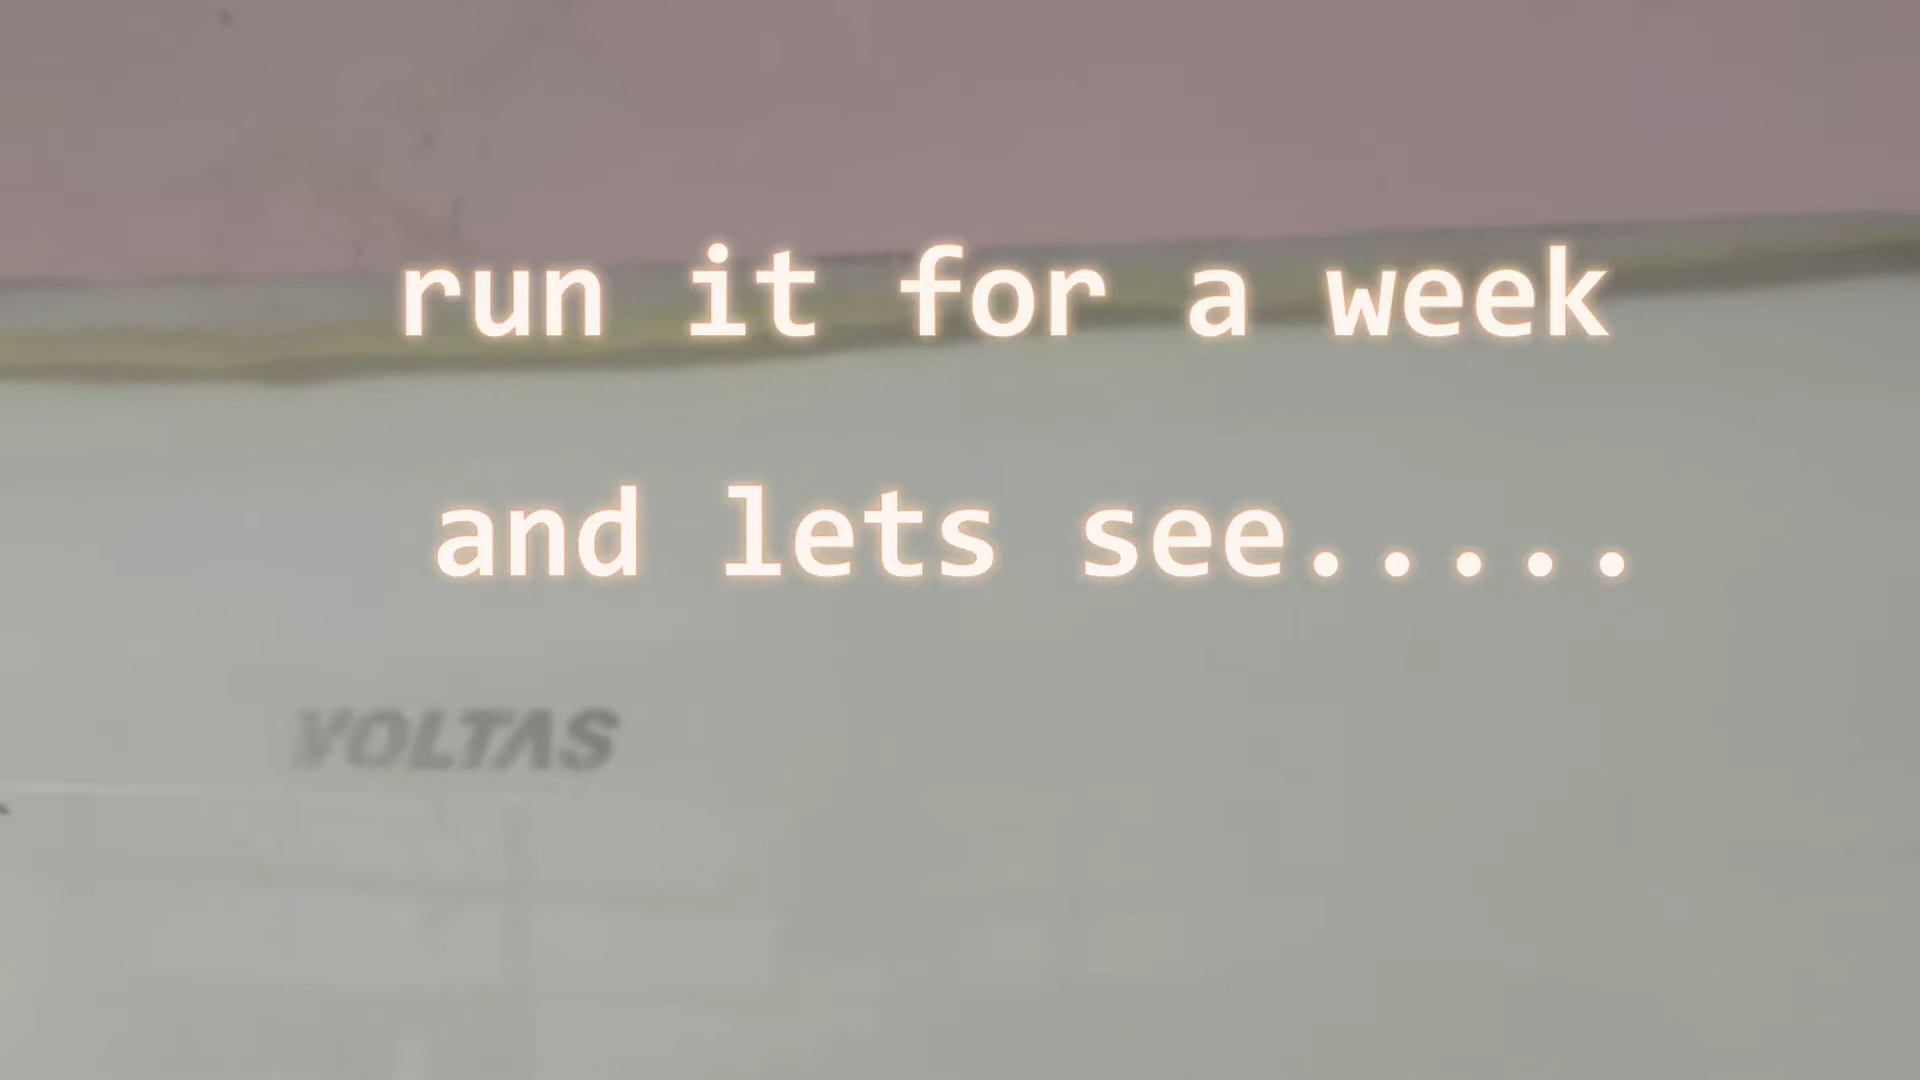 run it for a week
and lets see.....
VOLTAS